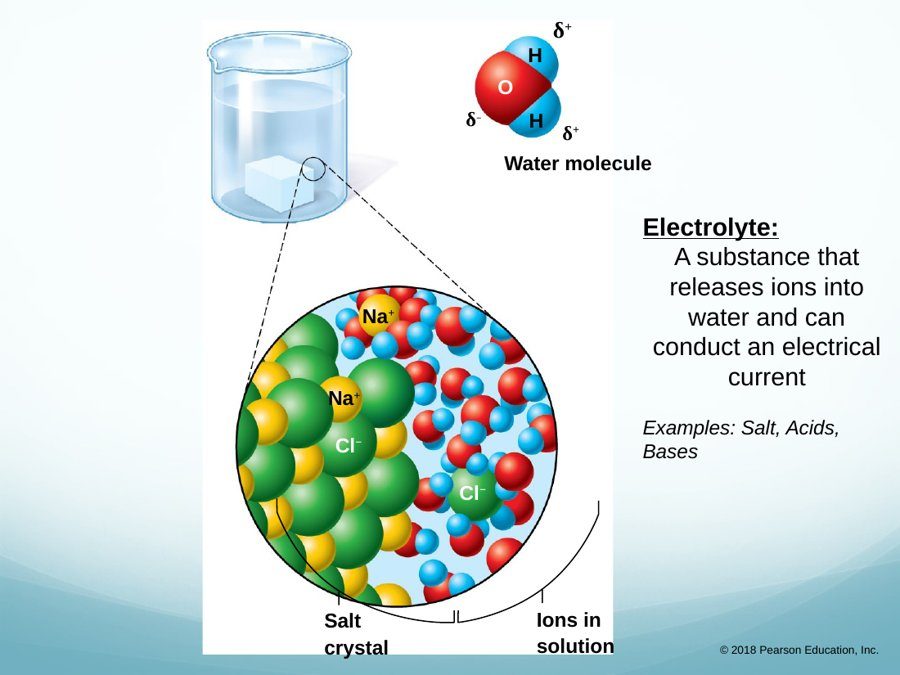 δ⁺
H
O
δ⁻
H
δ⁺
Water molecule
Electrolyte:
A substance that
releases ions into
water and can
conduct an electrical
current
Examples: Salt, Acids,
Bases
Na⁺
Na⁺
Cl⁻
Cl⁻
Salt
crystal
Ions in
solution
© 2018 Pearson Education, Inc.